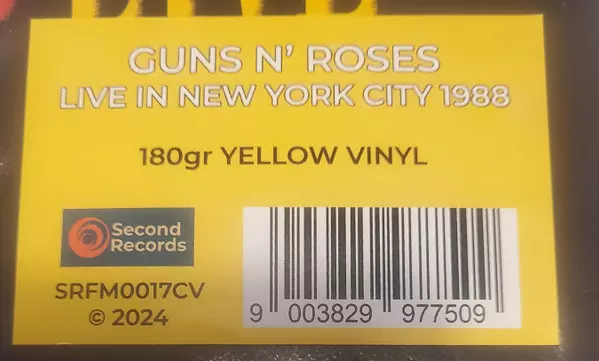 GUNS N' ROSES
LIVE IN NEW YORK CITY 1988
180gr YELLOW VINYL
Second
Records
SRFM0017CV
© 2024
9 003829 977509